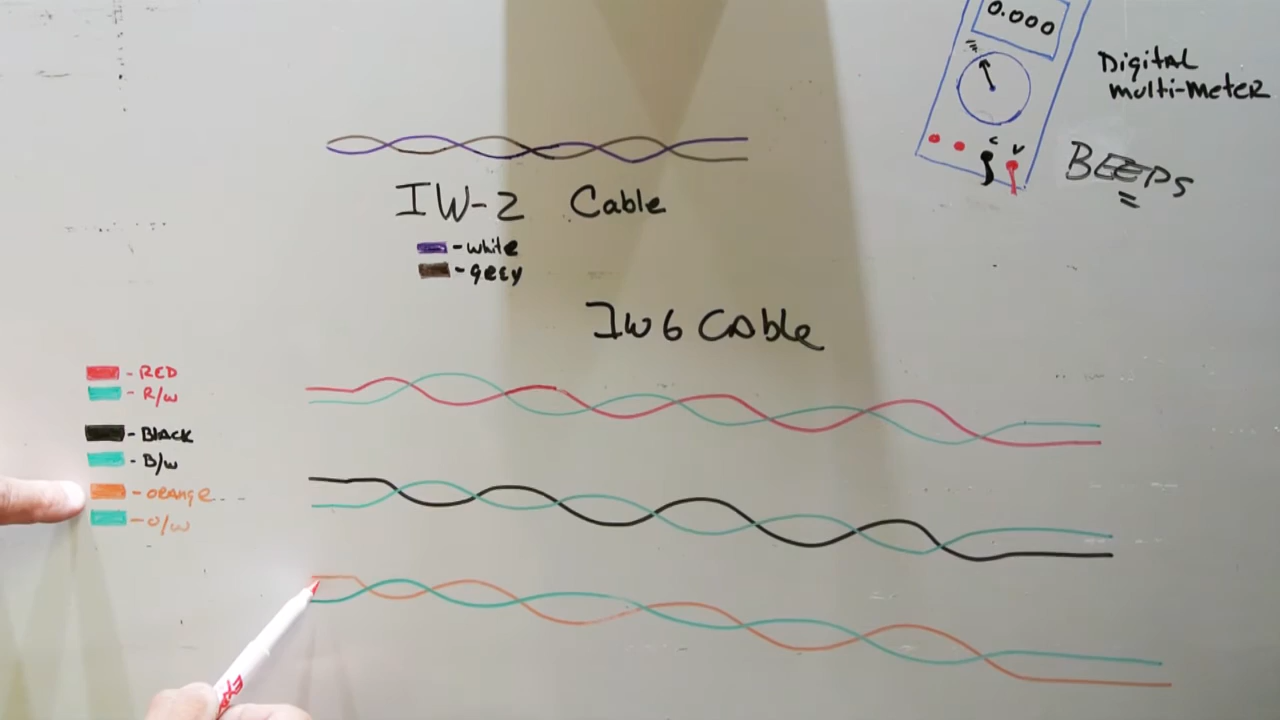 0.000
Digital
multi-meter
C V
BEEPS
IW-2 Cable
- white
- grey
IW6 Cable
- RED
- R/W
- BLACK
- B/W
- ORANGE
- O/W